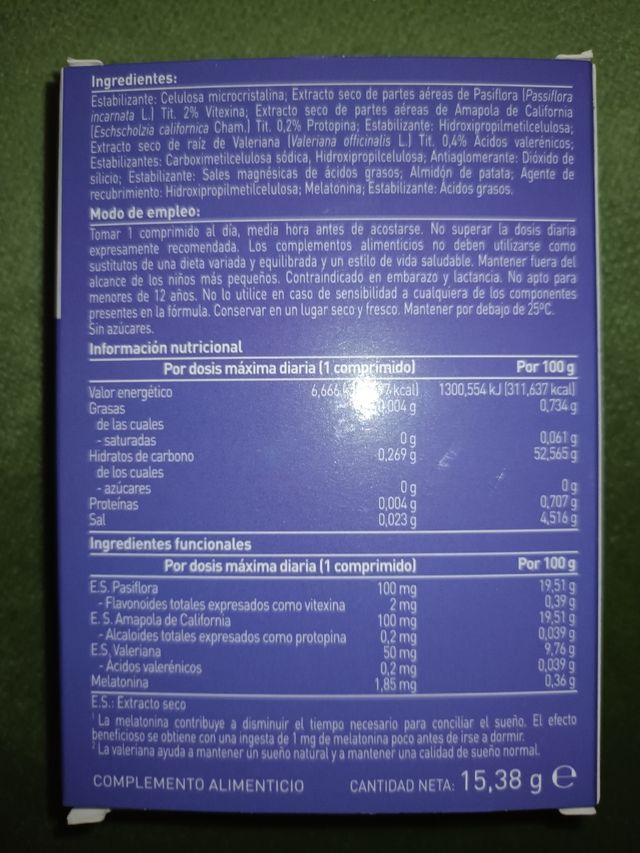 Ingredientes:
Estabilizante: Celulosa microcristalina; Extracto seco de partes aéreas de Pasiflora (Passiflora
incarnata L.) Tit. 2% Vitexina; Extracto seco de partes aéreas de Amapola de California
(Eschscholzia californica Cham.) Tit. 0,2% Protopina; Estabilizante: Hidroxipropilmetilcelulosa;
Extracto seco de raíz de Valeriana (Valeriana officinalis L.) Tit. 0,4% Ácidos valerénicos;
Estabilizantes: Carboximetilcelulosa sódica, Hidroxipropilcelulosa; Antiaglomerante: Dióxido de
silicio; Estabilizante: Sales magnésicas de ácidos grasos; Almidón de patata; Agente de
recubrimiento: Hidroxipropilmetilcelulosa; Melatonina; Estabilizante: Ácidos grasos.
Modo de empleo:
Tomar 1 comprimido al día, media hora antes de acostarse. No superar la dosis diaria
expresamente recomendada. Los complementos alimenticios no deben utilizarse como
sustitutos de una dieta variada y equilibrada y un estilo de vida saludable. Mantener fuera del
alcance de los niños más pequeños. Contraindicado en embarazo y lactancia. No apto para
menores de 12 años. No lo utilice en caso de sensibilidad a cualquiera de los componentes
presentes en la fórmula. Conservar en un lugar seco y fresco. Mantener por debajo de 25ºC.
Sin azúcares.
Información nutricional
Por dosis máxima diaria (1 comprimido) Por 100 g
Valor energético 6,666 kcal) 1300,554 kJ (311,637 kcal)
Grasas 0,004 g 0,734 g
de las cuales
- saturadas 0 g 0,061 g
Hidratos de carbono 0,269 g 52,565 g
de los cuales
- azúcares 0 g 0 g
Proteínas 0,004 g 0,707 g
Sal 0,023 g 4,516 g
Ingredientes funcionales
Por dosis máxima diaria (1 comprimido) Por 100 g
E.S. Pasiflora 100 mg 19,51 g
- Flavonoides totales expresados como vitexina 2 mg 0,39 g
E. S. Amapola de California 100 mg 19,51 g
- Alcaloides totales expresados como protopina 0,2 mg 0,039 g
E.S. Valeriana 50 mg 9,76 g
- Ácidos valerénicos 0,2 mg 0,039 g
Melatonina 1,85 mg 0,36 g
E.S.: Extracto seco
¹ La melatonina contribuye a disminuir el tiempo necesario para conciliar el sueño. El efecto
beneficioso se obtiene con una ingesta de 1 mg de melatonina poco antes de irse a dormir.
² La valeriana ayuda a mantener un sueño natural y a mantener una calidad de sueño normal.
COMPLEMENTO ALIMENTICIO CANTIDAD NETA: 15,38 g ℮